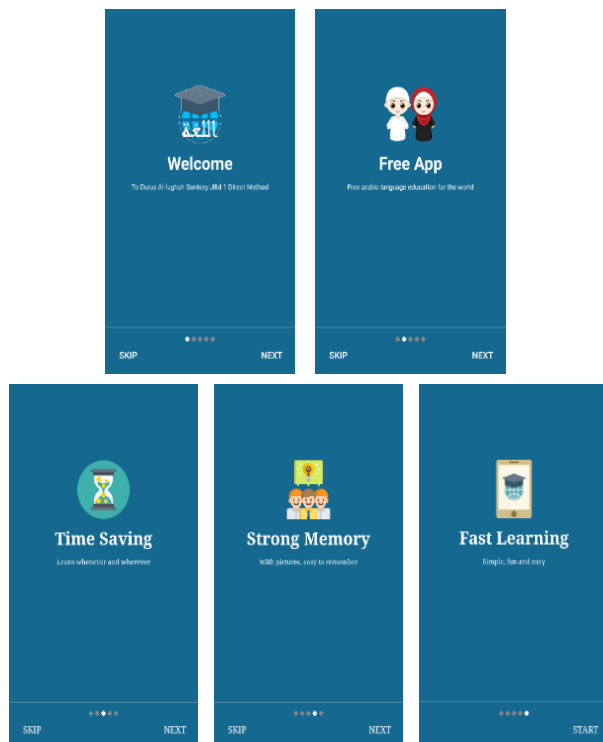 اللغة
Welcome
To Durus Al-lughah Gontory Jilid 1 Direct Method
SKIP
NEXT
Free App
Free arabic language education for the world
SKIP
NEXT
Time Saving
Learn whenever and wherever
SKIP
NEXT
Strong Memory
With pictures, easy to remember
SKIP
NEXT
Fast Learning
Simple, fun and easy
START